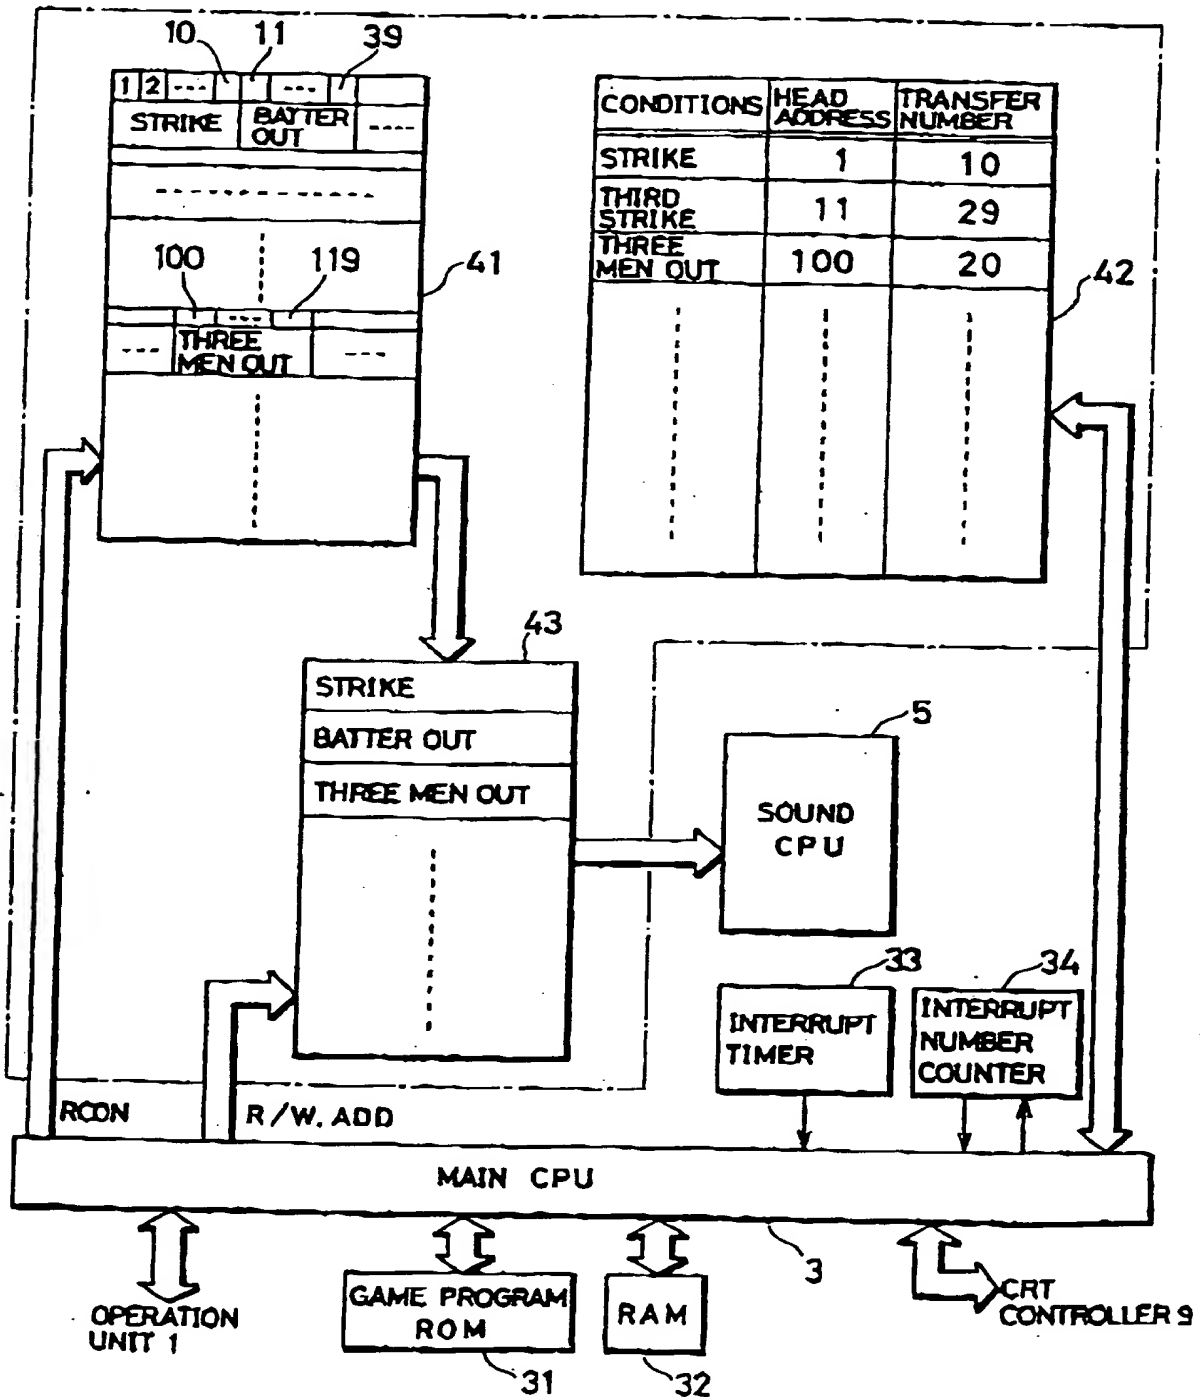 10 11 39
1 2 --- ---
STRIKE BATTER OUT ----
100 119
--- ---
--- THREE MEN OUT ---
41
CONDITIONS HEAD ADDRESS TRANSFER NUMBER
STRIKE 1 10
THIRD STRIKE 11 29
THREE MEN OUT 100 20
42
43
STRIKE
BATTER OUT
THREE MEN OUT
5
SOUND
CPU
33
INTERRUPT
TIMER
34
INTERRUPT
NUMBER
COUNTER
RCON
R/W. ADD
MAIN CPU
3
OPERATION
UNIT 1
GAME PROGRAM
ROM
31
RAM
32
CRT
CONTROLLER 9